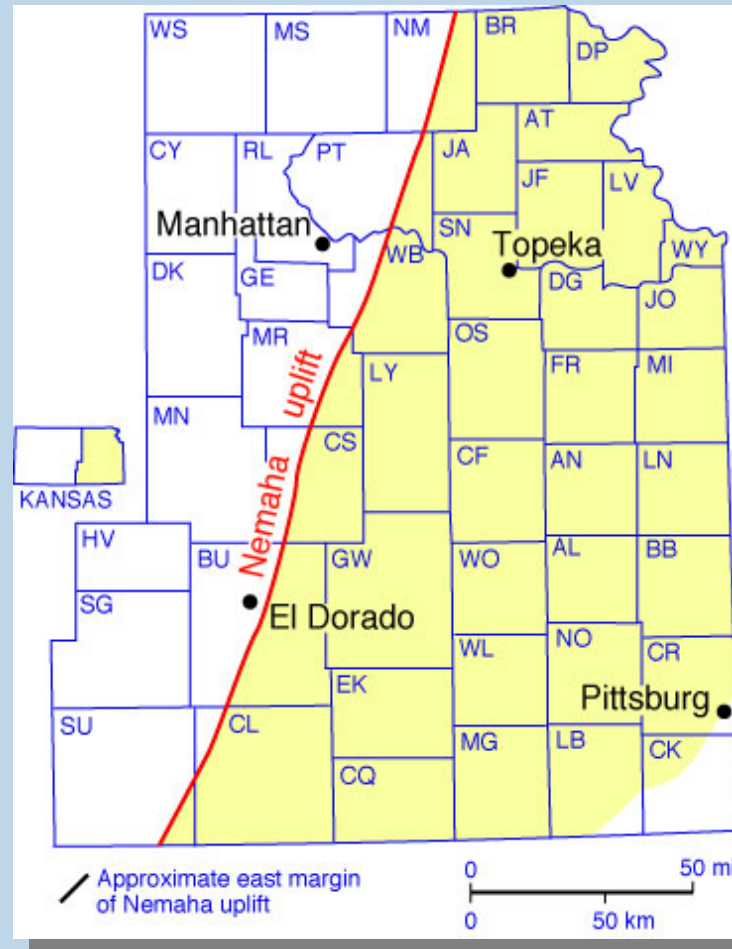 WS
MS
NM
BR
DP
AT
CY
RL
PT
JA
JF
LV
Manhattan
SN
Topeka
WY
WB
DK
GE
DG
JO
MR
OS
LY
FR
MI
Nemaha uplift
MN
CS
CF
AN
LN
KANSAS
HV
BU
GW
WO
AL
BB
SG
El Dorado
WL
NO
CR
EK
Pittsburg
SU
CL
MG
LB
CK
CQ
Approximate east margin
of Nemaha uplift
0 50 mi
0 50 km